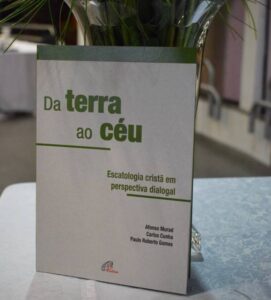 Da terra
ao céu
Escatologia cristã em
perspectiva dialogal
Afonso Murad
Carlos Cunha
Paulo Roberto Gomes